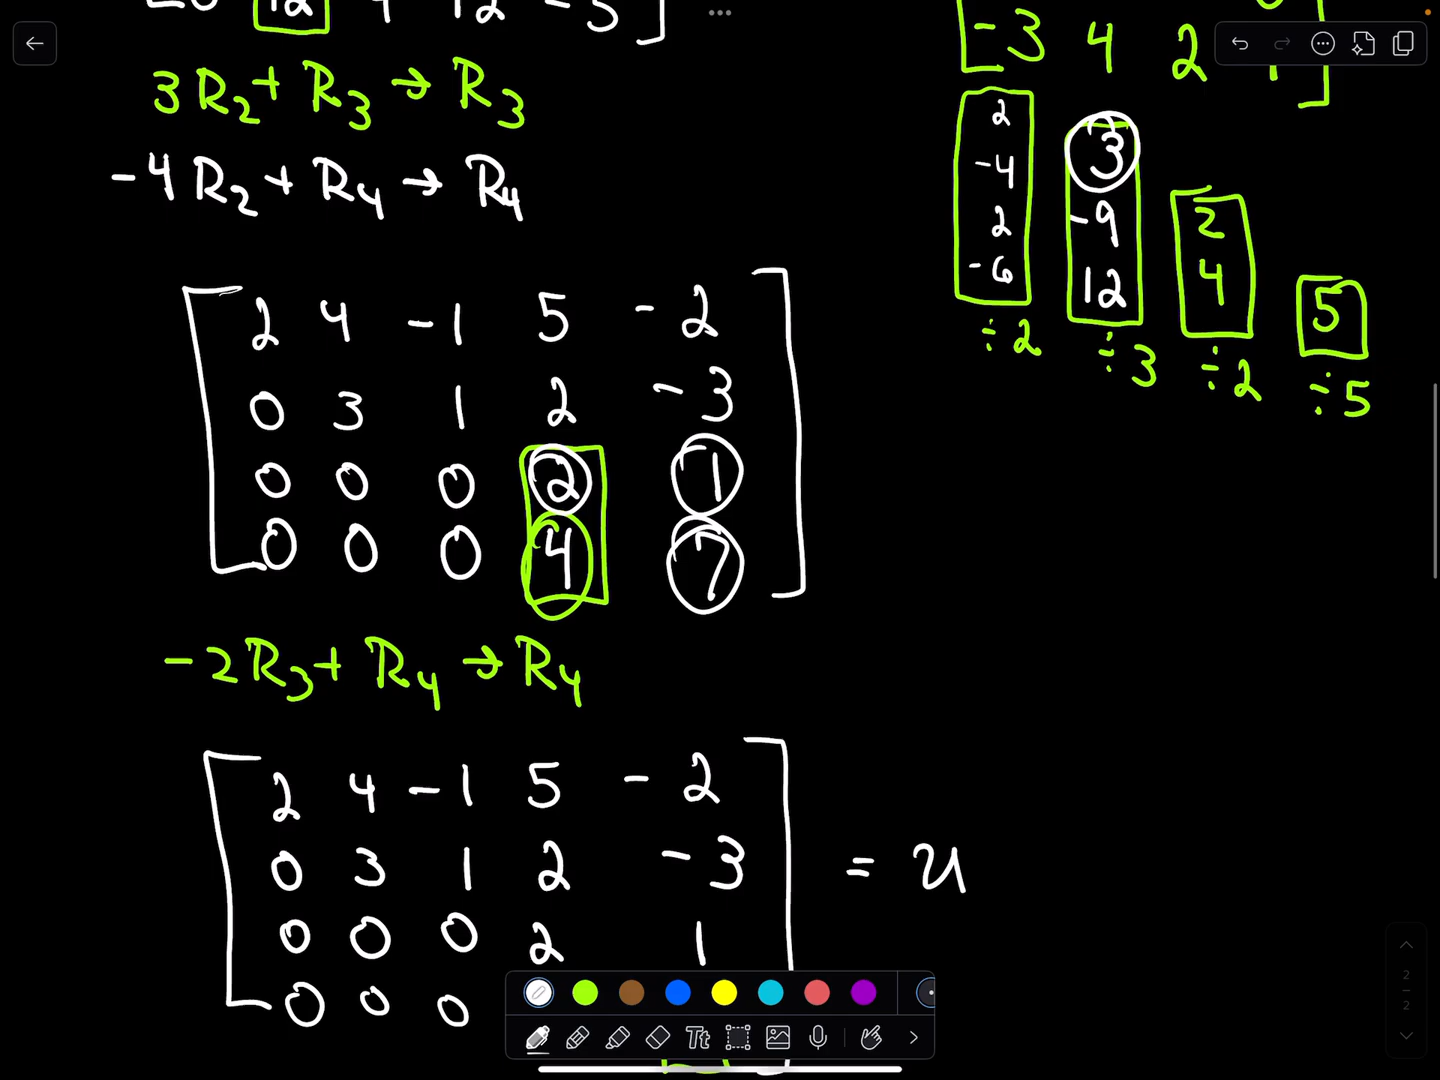 12
3R2 + R3 → R3
-4R2 + R4 → R4
2 4 -1 5 -2
0 3 1 2 -3
0 0 0 2 1
0 0 0 4 7
-2R3 + R4 → R4
2 4 -1 5 -2
0 3 1 2 -3 = U
0 0 0 2 1
0 0 0
-3 4 2
2 3
-4 -9 2
2 12 4 5
-6
÷2 ÷3 ÷2 ÷5
Tt
2
2